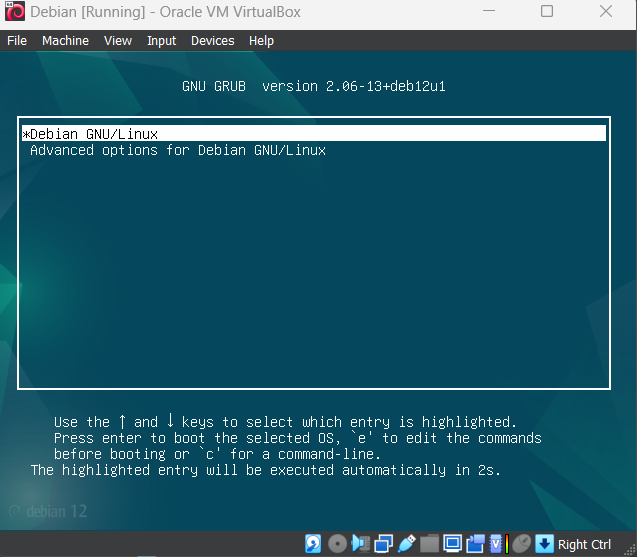 Debian [Running] - Oracle VM VirtualBox
File Machine View Input Devices Help
GNU GRUB version 2.06-13+deb12u1
*Debian GNU/Linux
Advanced options for Debian GNU/Linux
Use the ↑ and ↓ keys to select which entry is highlighted.
Press enter to boot the selected OS, `e' to edit the commands
before booting or `c' for a command-line.
The highlighted entry will be executed automatically in 2s.
debian 12
Right Ctrl